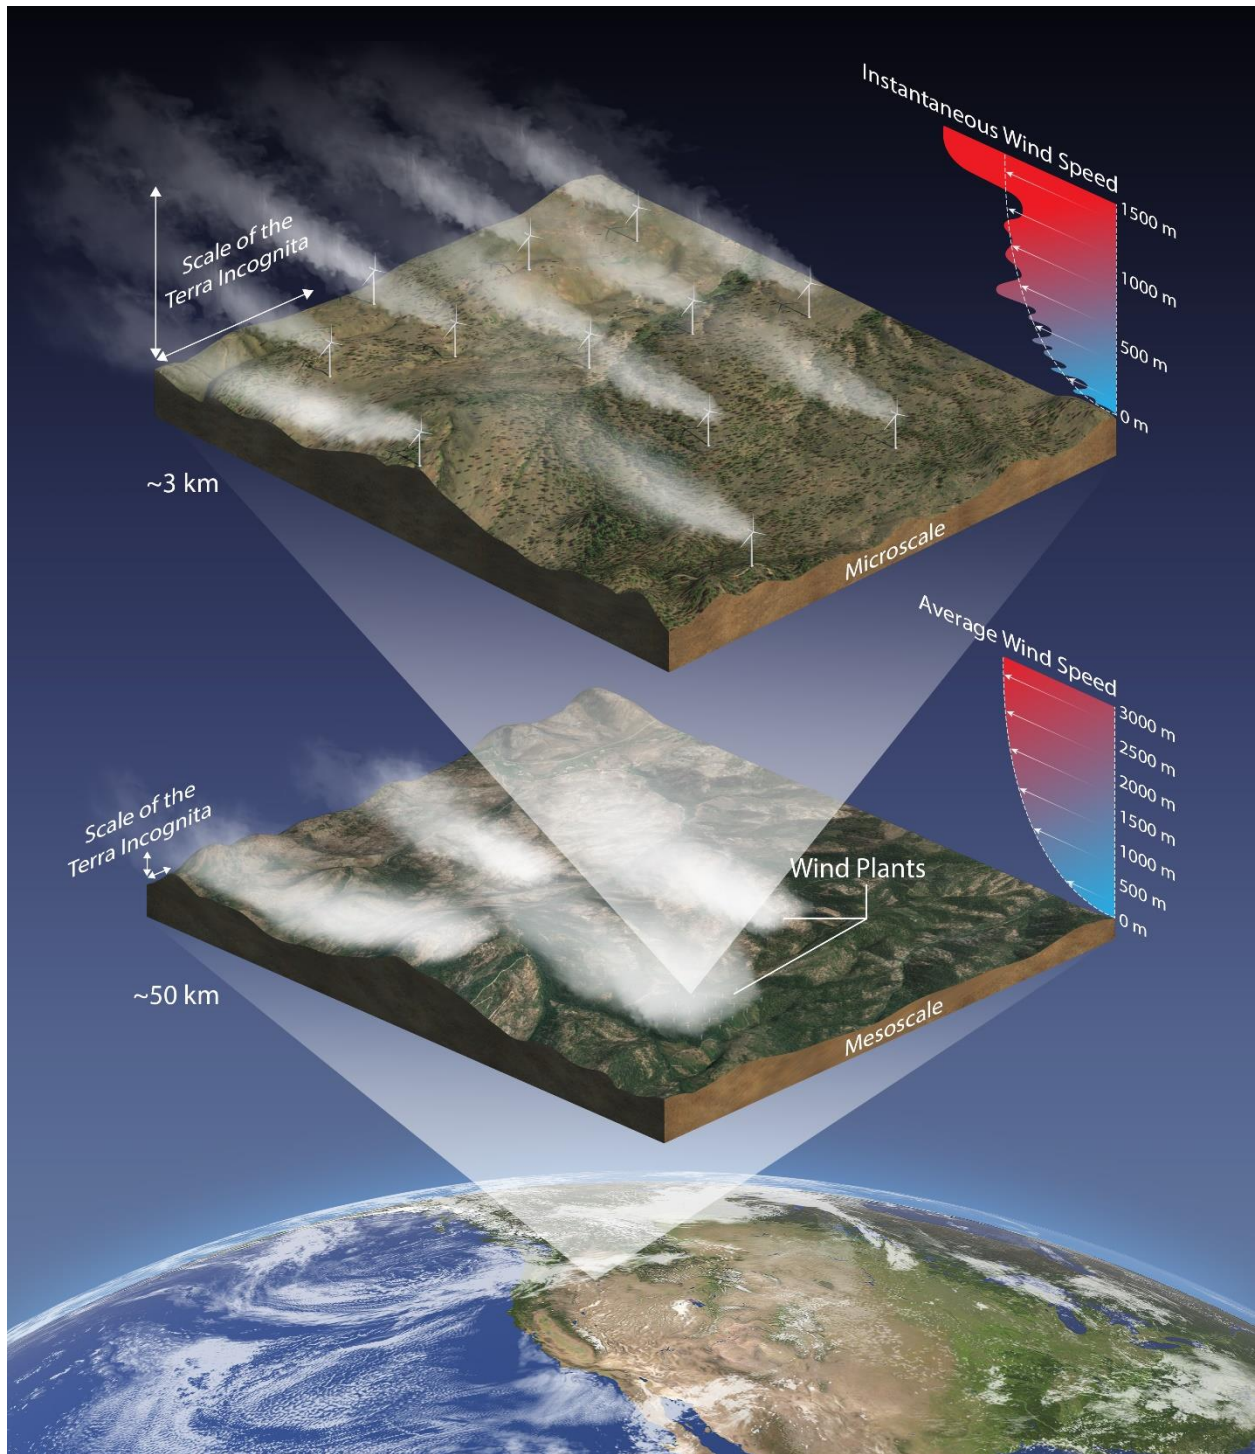 Instantaneous Wind Speed
1500 m
1000 m
500 m
0 m
Scale of the
Terra Incognita
~3 km
Microscale
Average Wind Speed
3000 m
2500 m
2000 m
1500 m
1000 m
500 m
0 m
Scale of the
Terra Incognita
Wind Plants
~50 km
Mesoscale